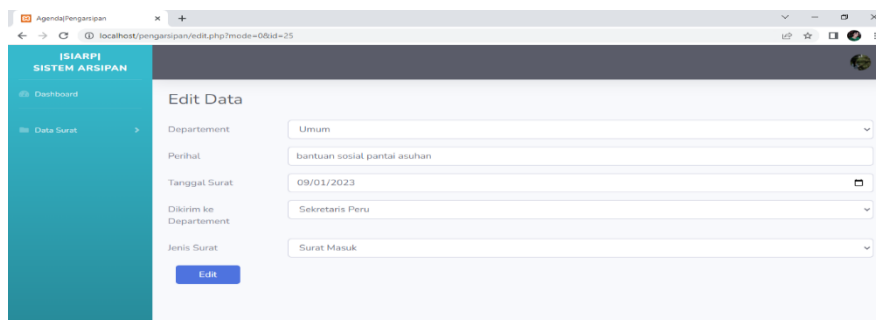 Agenda|Pengarsipan
localhost/pengarsipan/edit.php?mode=0&id=25
|SIARP|
SISTEM ARSIPAN
Dashboard
Data Surat
Edit Data
Departement
Umum
Perihal
bantuan sosial pantai asuhan
Tanggal Surat
09/01/2023
Dikirim ke
Departement
Sekretaris Peru
Jenis Surat
Surat Masuk
Edit